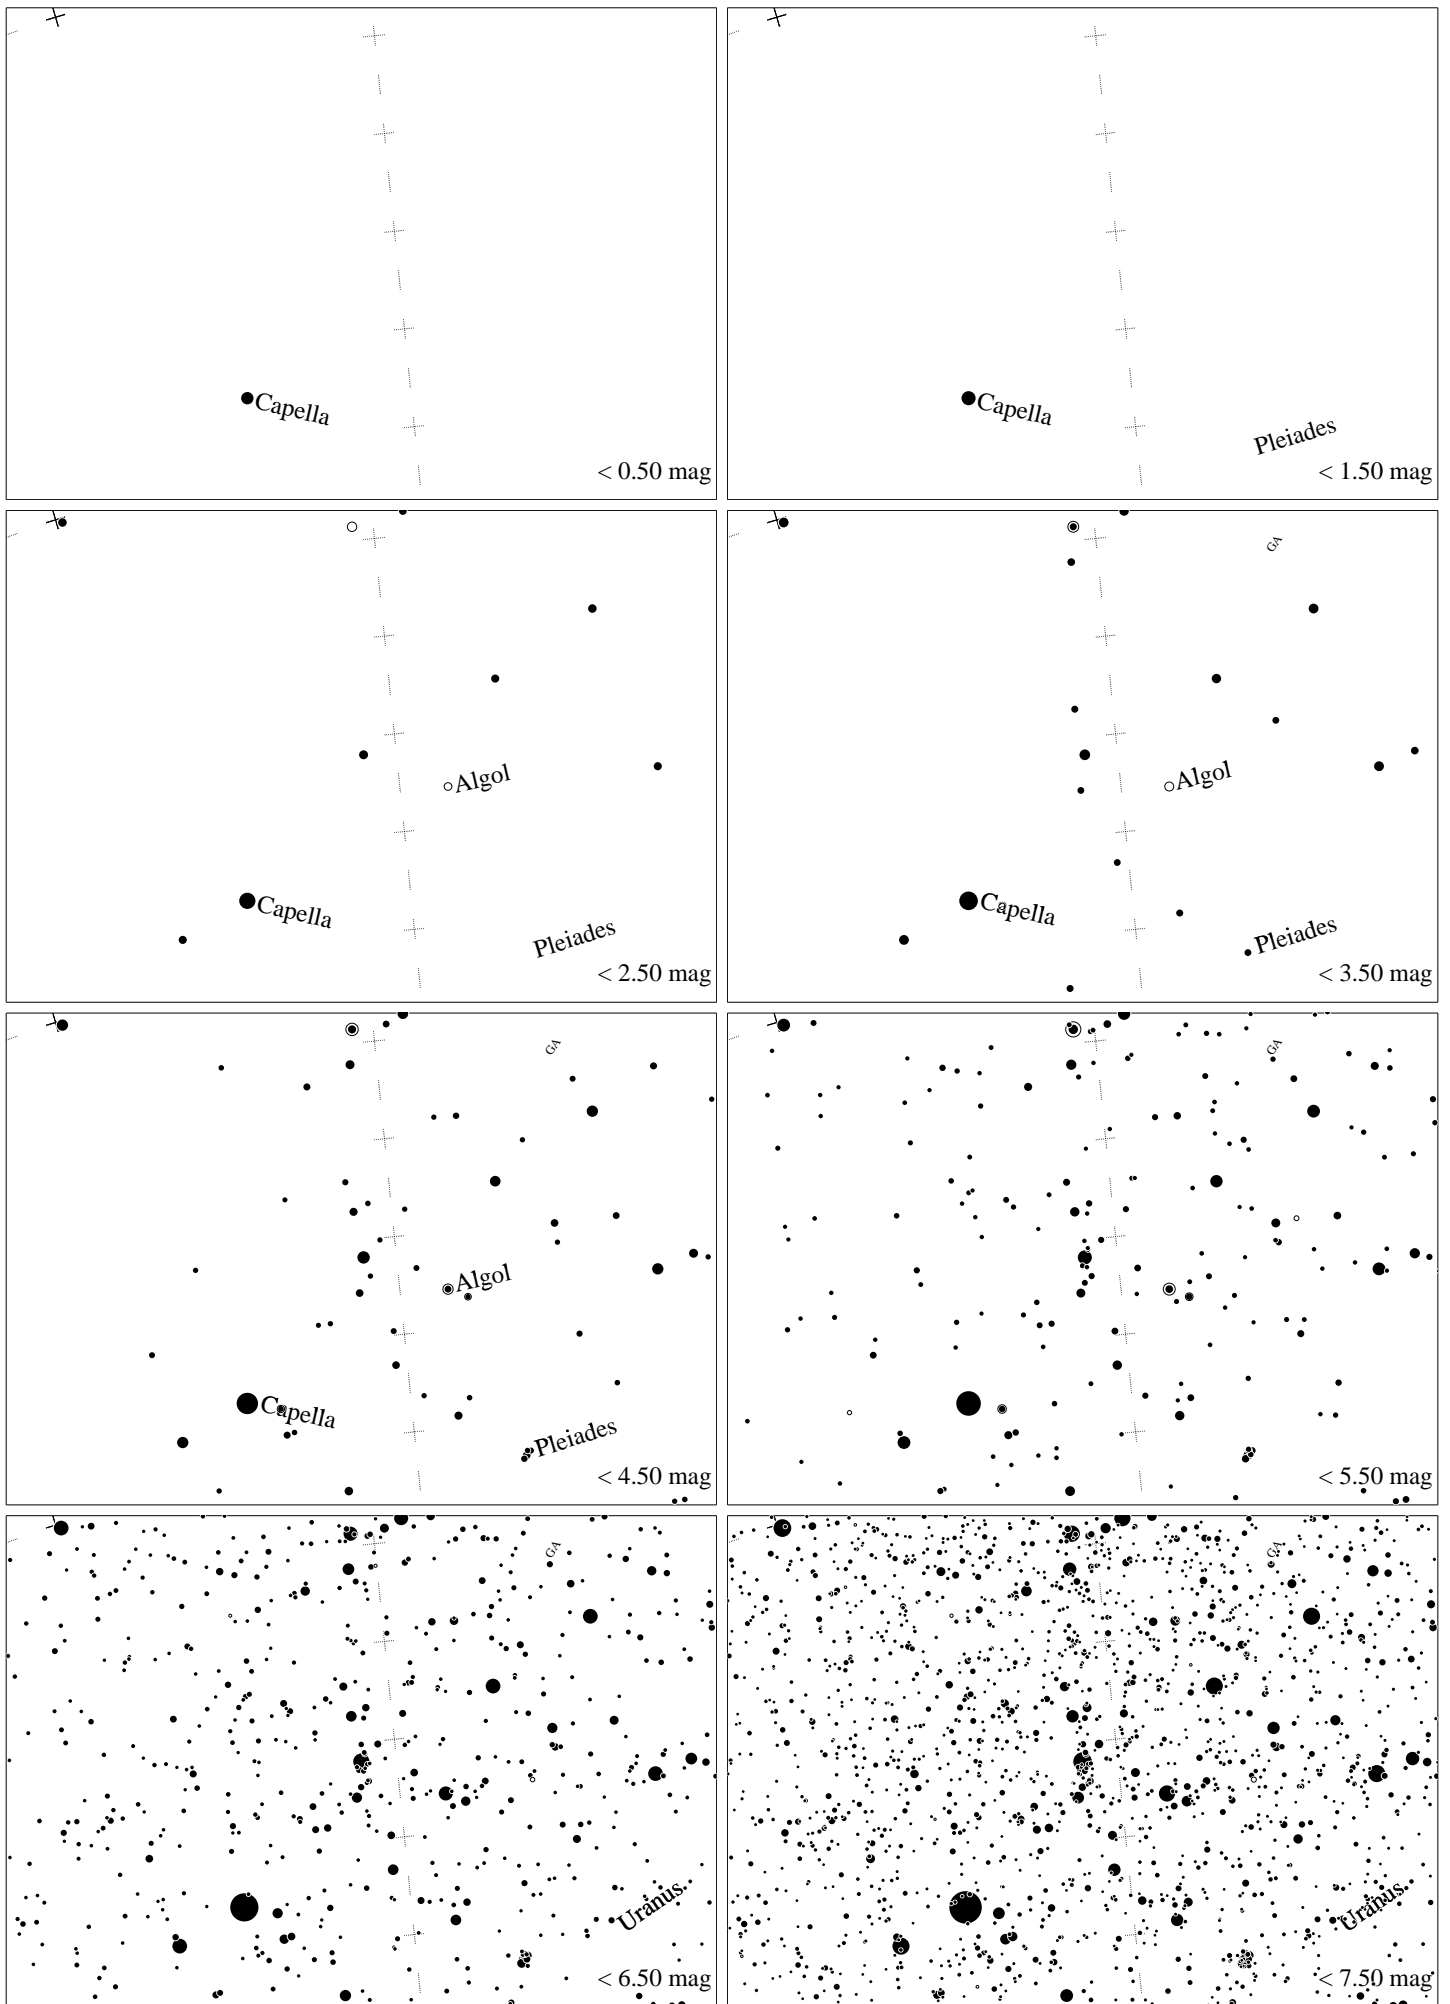 Capella
< 0.50 mag
Capella
Pleiades
< 1.50 mag
Algol
Capella
Pleiades
< 2.50 mag
GA
Algol
Capella
Pleiades
< 3.50 mag
GA
Algol
Capella
Pleiades
< 4.50 mag
GA
< 5.50 mag
GA
Uranus
< 6.50 mag
GA
Uranus
< 7.50 mag